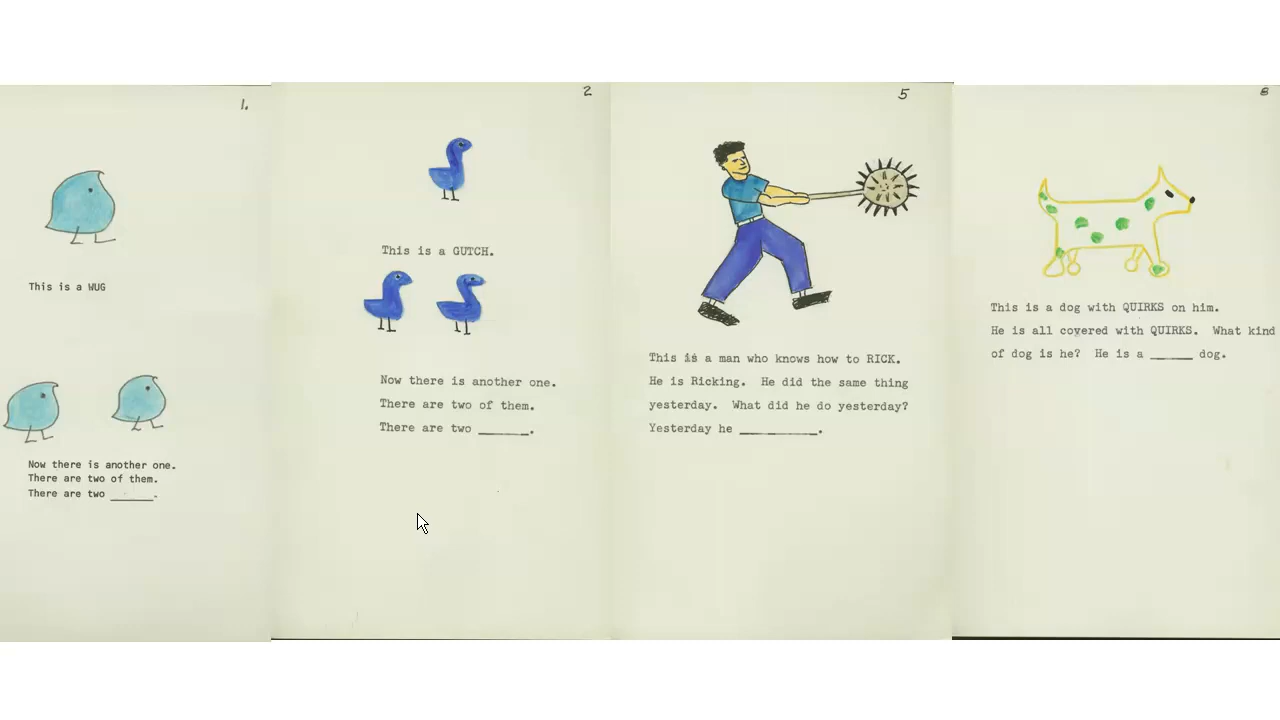 1.
This is a WUG
Now there is another one.
There are two of them.
There are two ______.
2
This is a GUTCH.
Now there is another one.
There are two of them.
There are two ______.
5
This is a man who knows how to RICK.
He is Ricking. He did the same thing
yesterday. What did he do yesterday?
Yesterday he _________.
8
This is a dog with QUIRKS on him.
He is all covered with QUIRKS. What kind
of dog is he? He is a _____ dog.